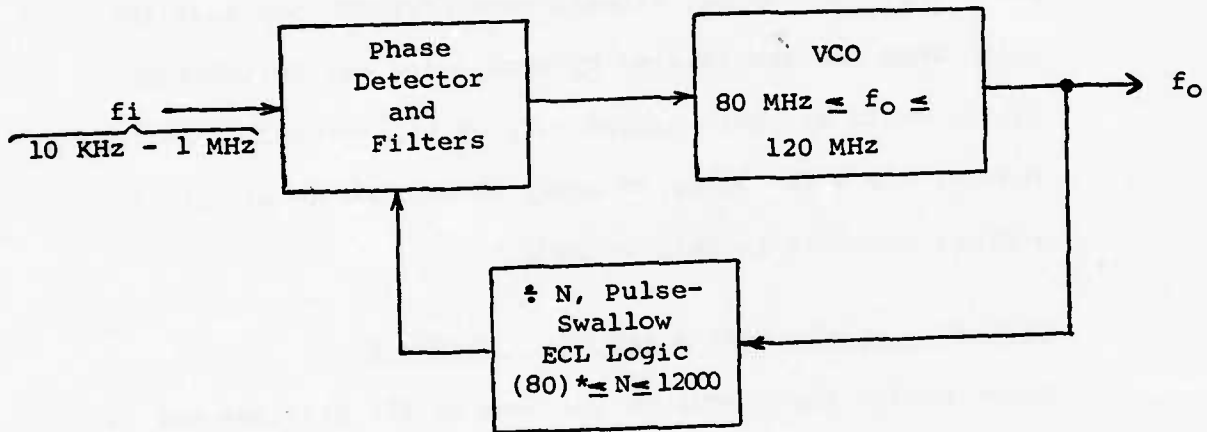 Phase
Detector
and
Filters
VCO
80 MHz ≤ fo ≤
120 MHz
fo
fi
10 KHz - 1 MHz
÷ N, Pulse-
Swallow
ECL Logic
(80)*≤ N≤ 12000